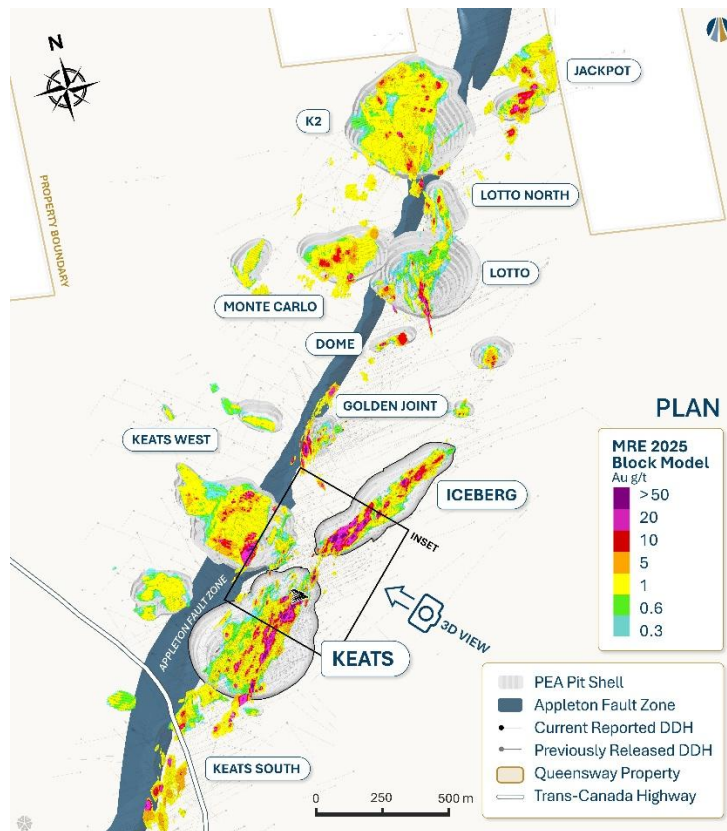 N
JACKPOT
K2
PROPERTY BOUNDARY
LOTTO NORTH
LOTTO
MONTE CARLO
DOME
GOLDEN JOINT
KEATS WEST
ICEBERG
INSET
APPLETON FAULT ZONE
3D VIEW
KEATS
KEATS SOUTH
0 250 500 m
PLAN
MRE 2025
Block Model
Au g/t
>50
20
10
5
1
0.6
0.3
PEA Pit Shell
Appleton Fault Zone
Current Reported DDH
Previously Released DDH
Queensway Property
Trans-Canada Highway